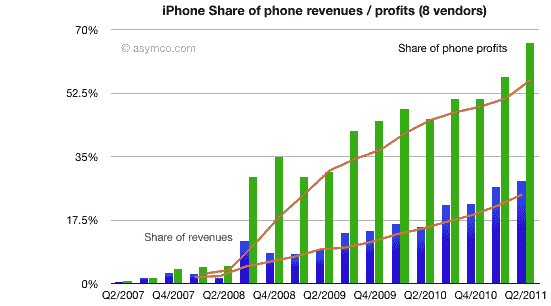 iPhone Share of phone revenues / profits (8 vendors)
70%
© asymco.com
Share of phone profits
52.5%
35%
17.5%
Share of revenues
0%
Q2/2007 Q4/2007 Q2/2008 Q4/2008 Q2/2009 Q4/2009 Q2/2010 Q4/2010 Q2/2011